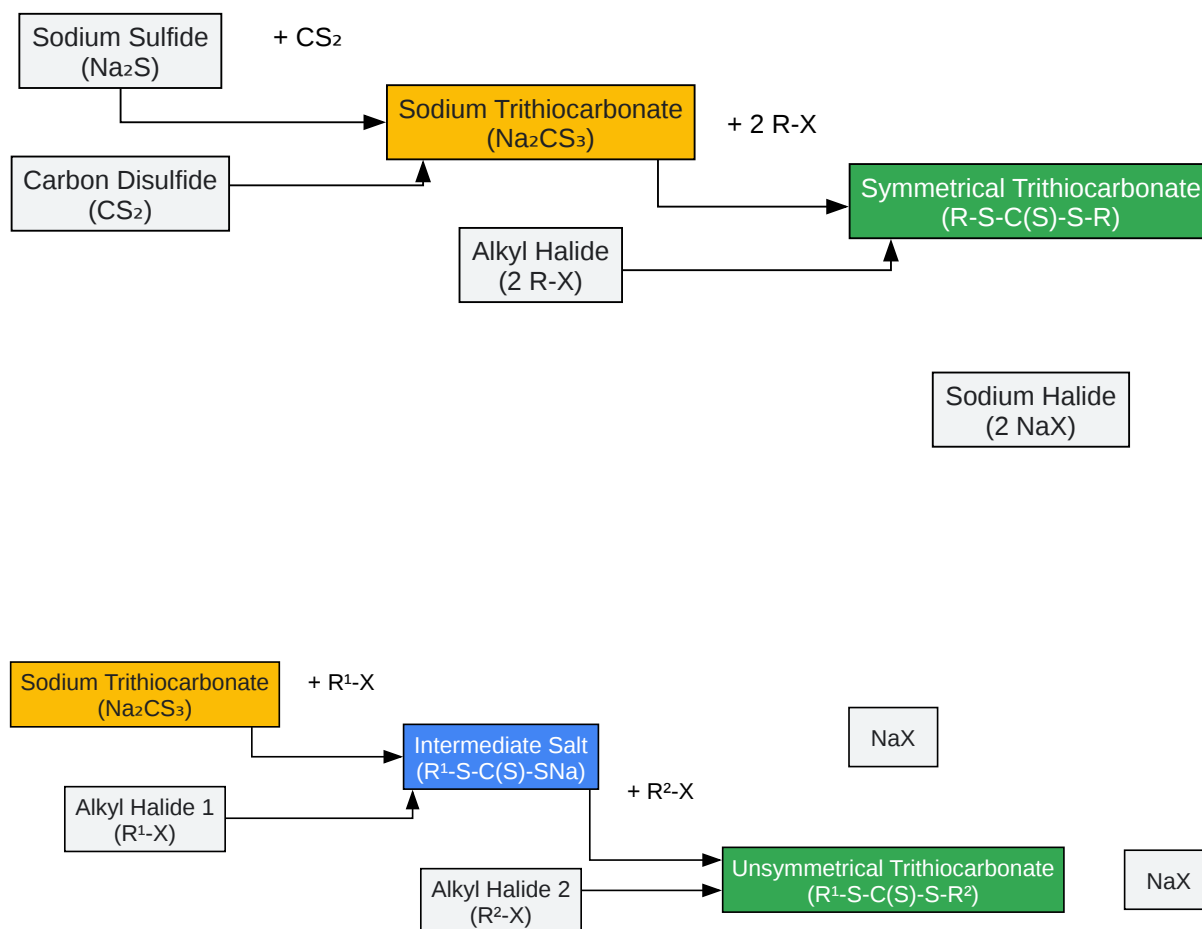 Sodium Sulfide
(Na₂S)
+ CS₂
Sodium Trithiocarbonate
(Na₂CS₃)
+ 2 R-X
Carbon Disulfide
(CS₂)
Symmetrical Trithiocarbonate
(R-S-C(S)-S-R)
Alkyl Halide
(2 R-X)
Sodium Halide
(2 NaX)
Sodium Trithiocarbonate
(Na₂CS₃)
+ R¹-X
Intermediate Salt
(R¹-S-C(S)-SNa)
NaX
+ R²-X
Alkyl Halide 1
(R¹-X)
Unsymmetrical Trithiocarbonate
(R¹-S-C(S)-S-R²)
NaX
Alkyl Halide 2
(R²-X)